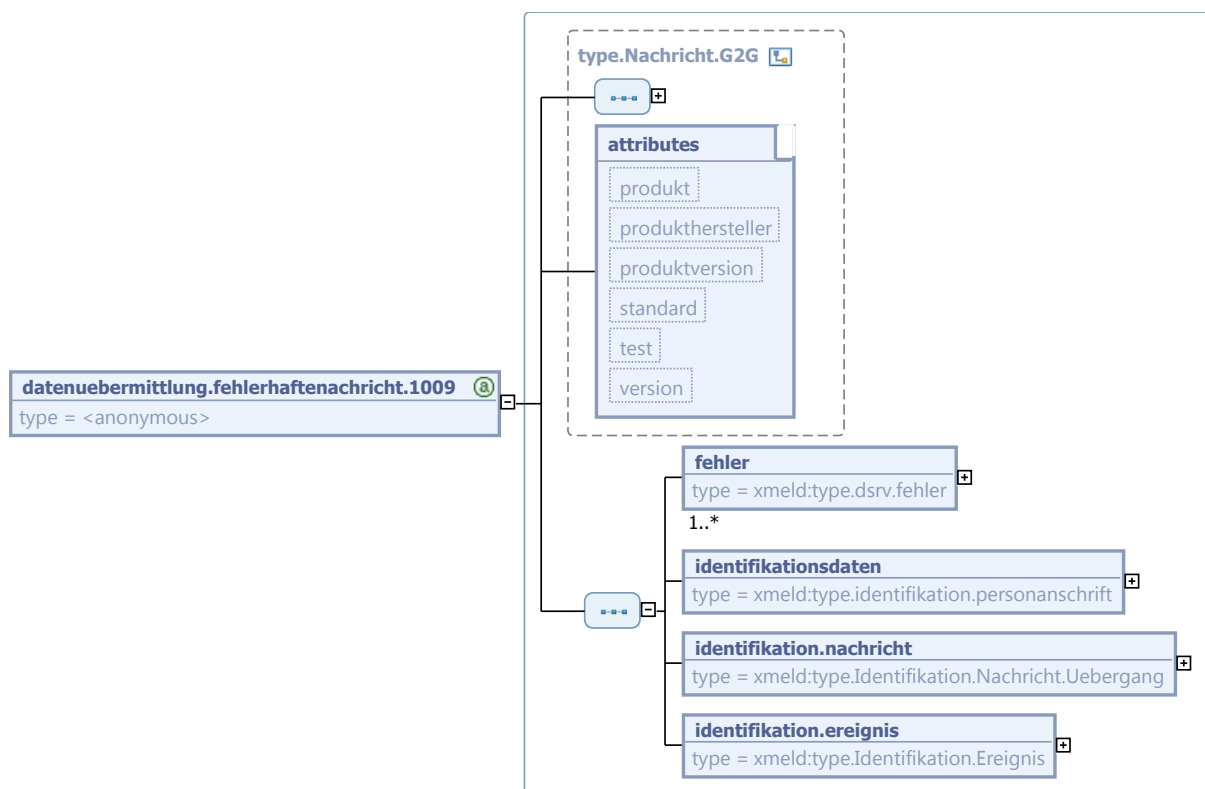 type.Nachricht.G2G
attributes
produkt
produkthersteller
produktversion
standard
test
version
datenuebermittlung.fehlerhaftenachricht.1009 a
type = <anonymous>
fehler
type = xmeld:type.dsrv.fehler
1..*
identifikationsdaten
type = xmeld:type.identifikation.personanschrift
identifikation.nachricht
type = xmeld:type.Identifikation.Nachricht.Uebergang
identifikation.ereignis
type = xmeld:type.Identifikation.Ereignis